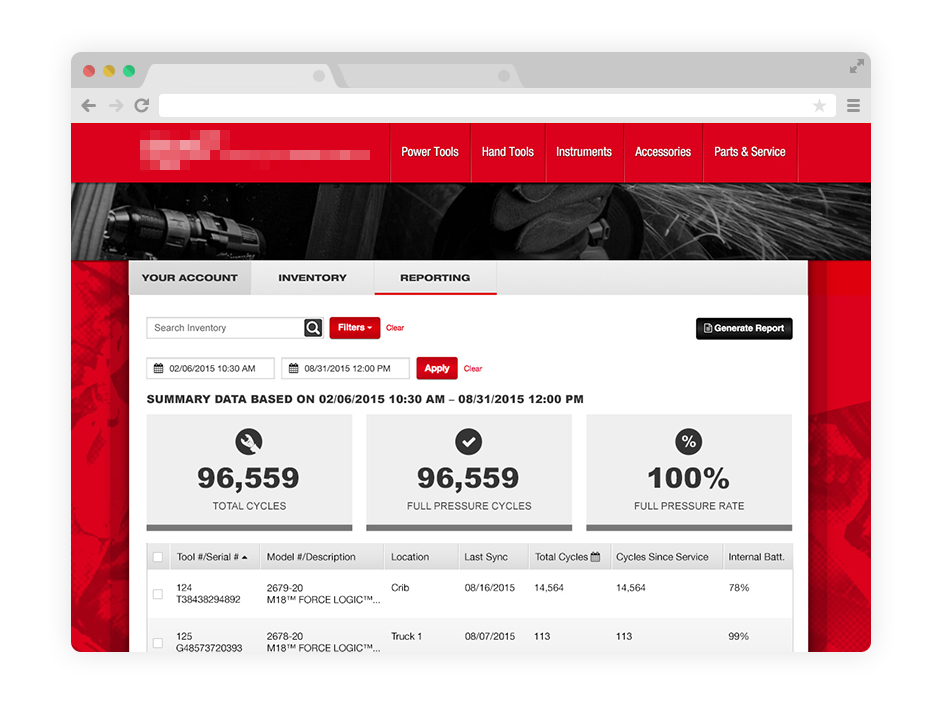 Power Tools
Hand Tools
Instruments
Accessories
Parts & Service
YOUR ACCOUNT
INVENTORY
REPORTING
Search Inventory
Filters
Clear
Generate Report
02/06/2015 10:30 AM
08/31/2015 12:00 PM
Apply
Clear
SUMMARY DATA BASED ON 02/06/2015 10:30 AM – 08/31/2015 12:00 PM
%
96,559
96,559
100%
TOTAL CYCLES
FULL PRESSURE CYCLES
FULL PRESSURE RATE
Tool #/Serial # Model #/Description Location Last Sync Total Cycles Cycles Since Service Internal Batt.
124 2679-20 Crib 08/16/2015 14,564 14,564 78%
T38438294892 M18™ FORCE LOGIC™...
125 2678-20 Truck 1 08/07/2015 113 113 99%
G48573720393 M18™ FORCE LOGIC™...